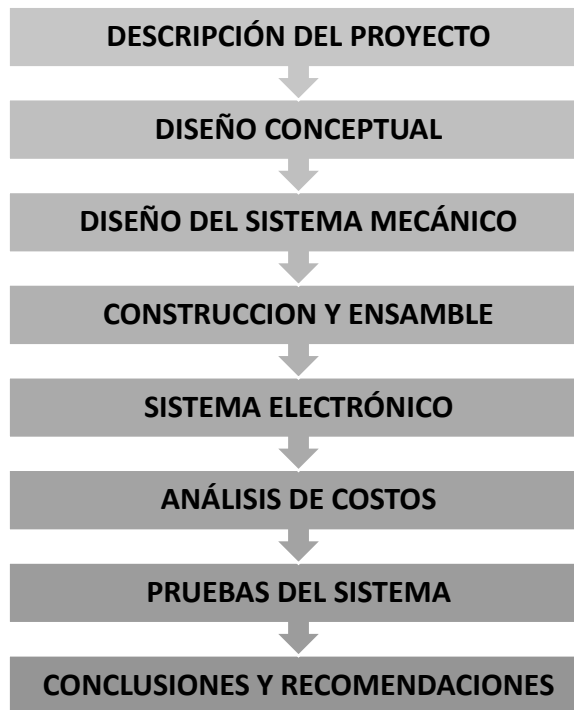 DESCRIPCIÓN DEL PROYECTO
DISEÑO CONCEPTUAL
DISEÑO DEL SISTEMA MECÁNICO
CONSTRUCCION Y ENSAMBLE
SISTEMA ELECTRÓNICO
ANÁLISIS DE COSTOS
PRUEBAS DEL SISTEMA
CONCLUSIONES Y RECOMENDACIONES